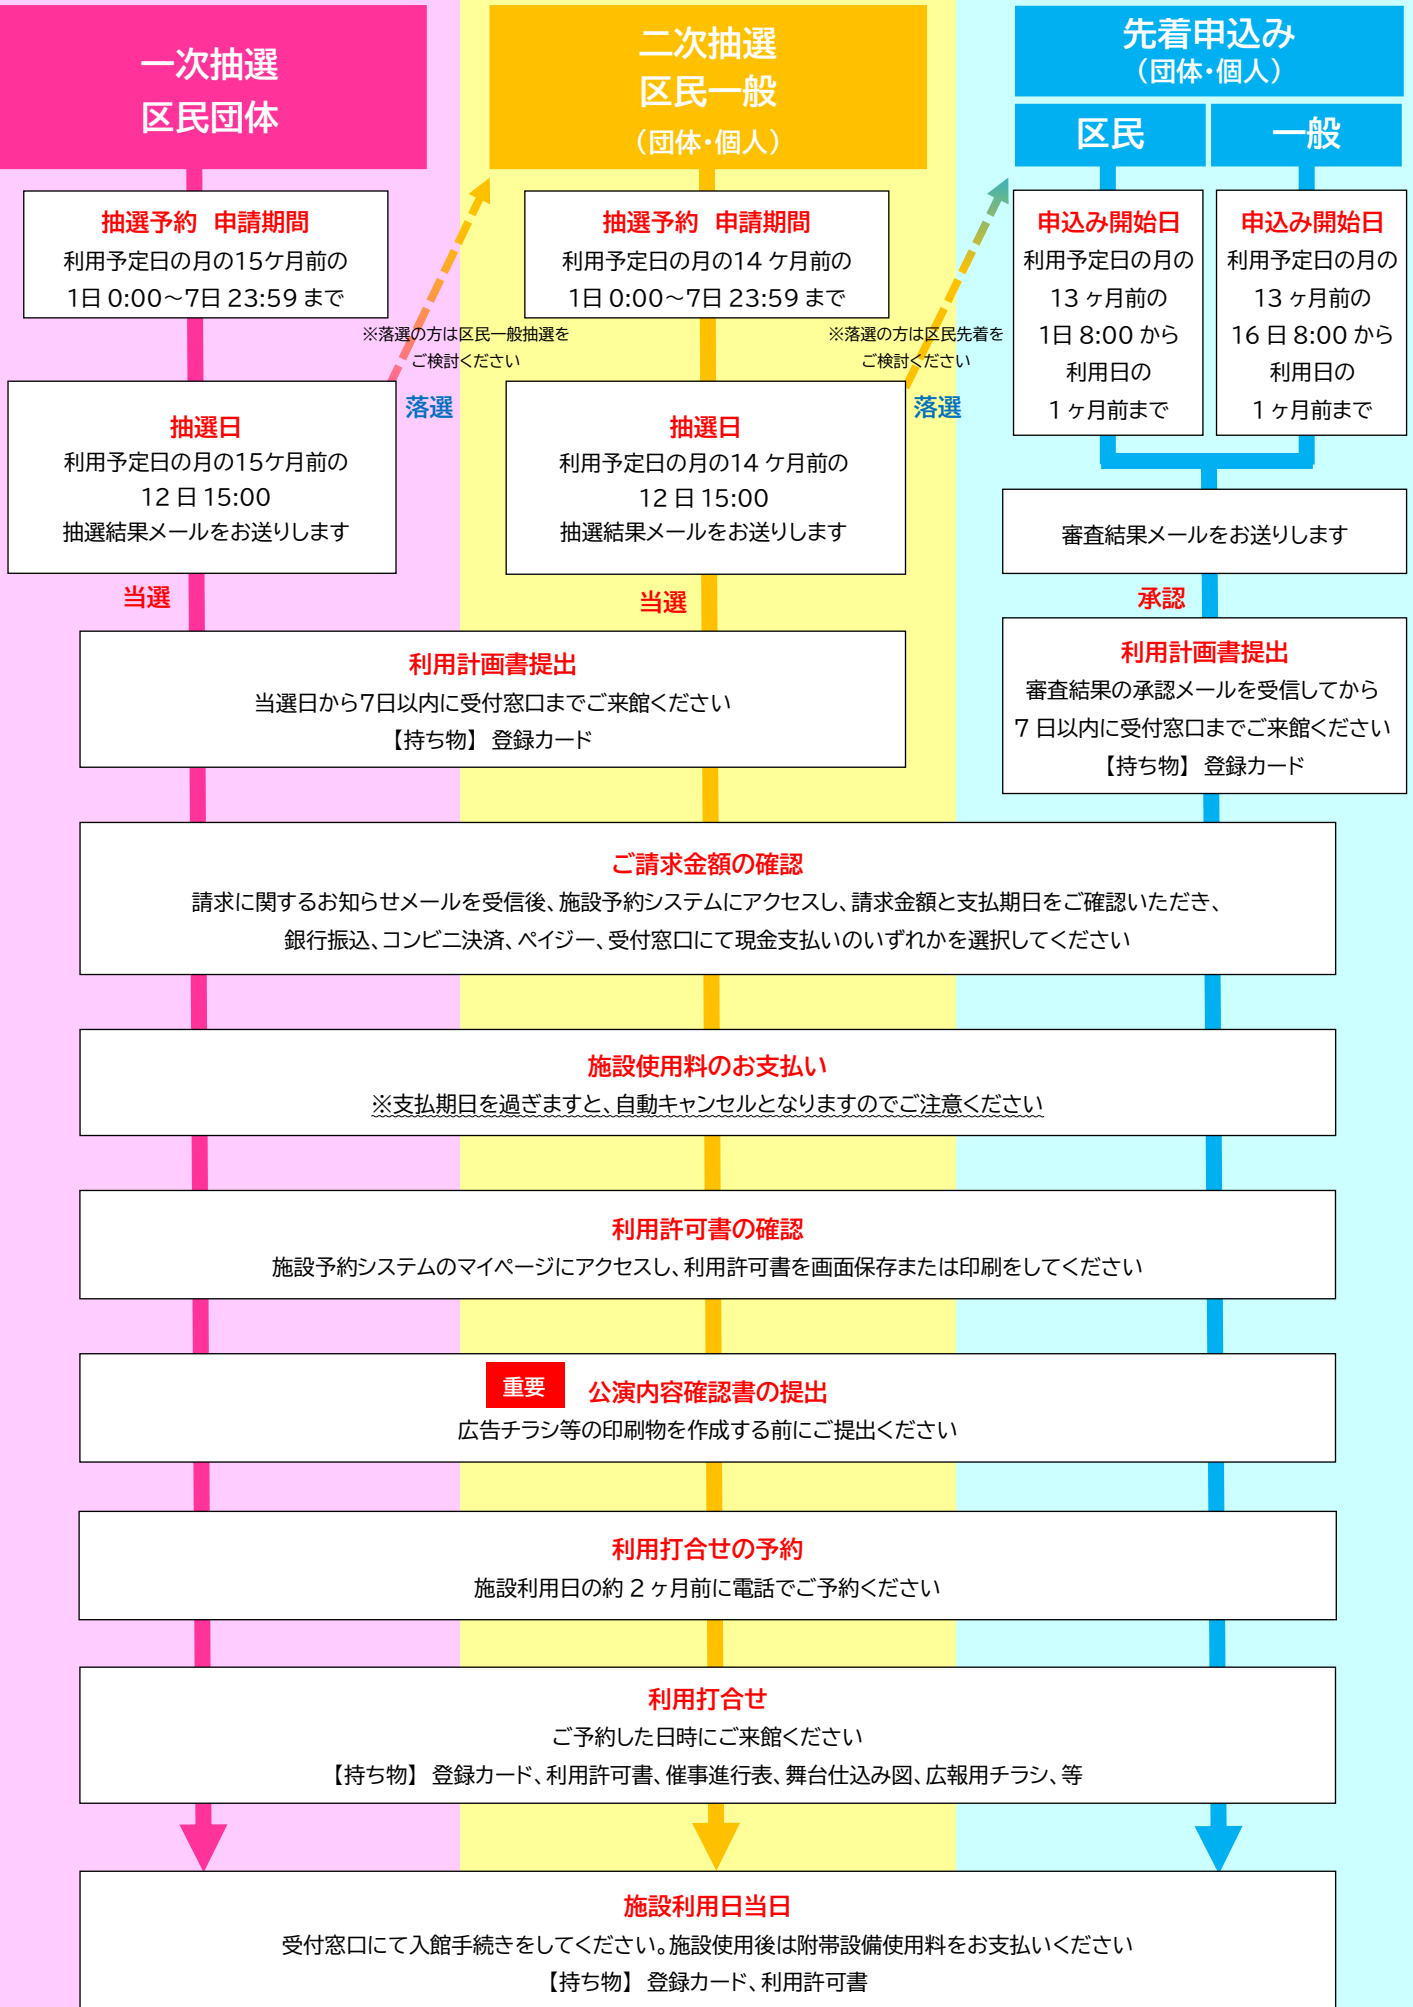 一次抽選
区民団体
抽選予約 申請期間
利用予定日の月の15ケ月前の
1日 0:00～7日 23:59 まで
※落選の方は区民一般抽選を
ご検討ください
落選
抽選日
利用予定日の月の15ケ月前の
12 日 15:00
抽選結果メールをお送りします
当選
二次抽選
区民一般
（団体・個人）
抽選予約 申請期間
利用予定日の月の14 ケ月前の
1日 0:00～7日 23:59 まで
※落選の方は区民先着を
ご検討ください
落選
抽選日
利用予定日の月の14 ケ月前の
12 日 15:00
抽選結果メールをお送りします
当選
利用計画書提出
当選日から7日以内に受付窓口までご来館ください
【持ち物】 登録カード
先着申込み
（団体・個人）
区民
申込み開始日
利用予定日の月の
13 ヶ月前の
1日 8:00 から
利用日の
1 ヶ月前まで
一般
申込み開始日
利用予定日の月の
13 ヶ月前の
16 日 8:00 から
利用日の
1 ヶ月前まで
審査結果メールをお送りします
承認
利用計画書提出
審査結果の承認メールを受信してから
7 日以内に受付窓口までご来館ください
【持ち物】 登録カード
ご請求金額の確認
請求に関するお知らせメールを受信後、施設予約システムにアクセスし、請求金額と支払期日をご確認いただき、
銀行振込、コンビニ決済、ペイジー、受付窓口にて現金支払いのいずれかを選択してください
施設使用料のお支払い
※支払期日を過ぎますと、自動キャンセルとなりますのでご注意ください
利用許可書の確認
施設予約システムのマイページにアクセスし、利用許可書を画面保存または印刷をしてください
重要 公演内容確認書の提出
広告チラシ等の印刷物を作成する前にご提出ください
利用打合せの予約
施設利用日の約 2 ヶ月前に電話でご予約ください
利用打合せ
ご予約した日時にご来館ください
【持ち物】 登録カード、利用許可書、催事進行表、舞台仕込み図、広報用チラシ、等
施設利用日当日
受付窓口にて入館手続きをしてください。施設使用後は附帯設備使用料をお支払いください
【持ち物】 登録カード、利用許可書